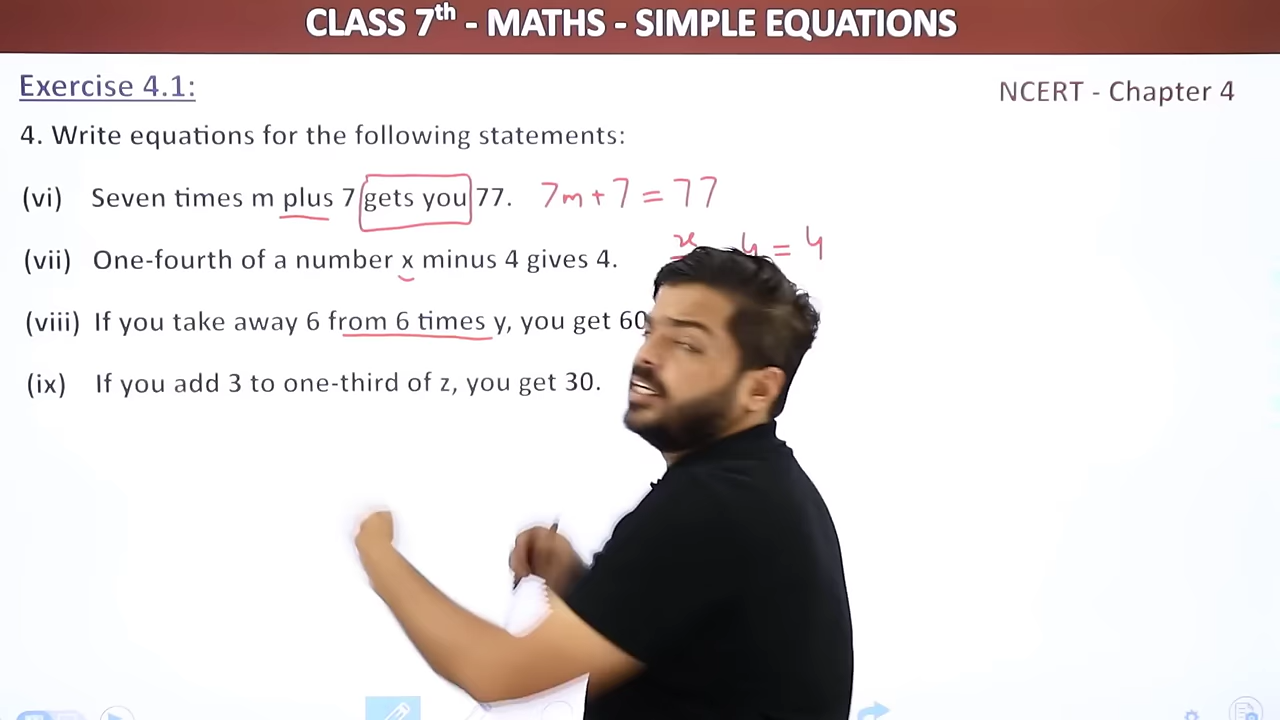 CLASS 7th - MATHS - SIMPLE EQUATIONS
Exercise 4.1:
NCERT - Chapter 4
4. Write equations for the following statements:
(vi) Seven times m plus 7 gets you 77. 7m + 7 = 77
(vii) One-fourth of a number x minus 4 gives 4. x 4 = 4
(viii) If you take away 6 from 6 times y, you get 60
(ix) If you add 3 to one-third of z, you get 30.